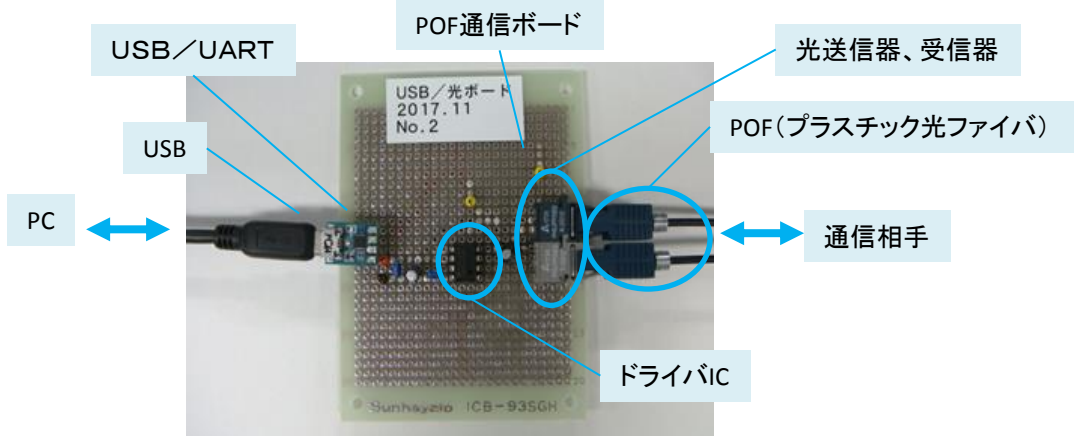 POF通信ボード
USB／UART
光送信器、受信器
USB／光ボード
2017.11
No.2
POF(プラスチック光ファイバ)
USB
PC
通信相手
ドライバIC
Sunhayato ICB-93SGH